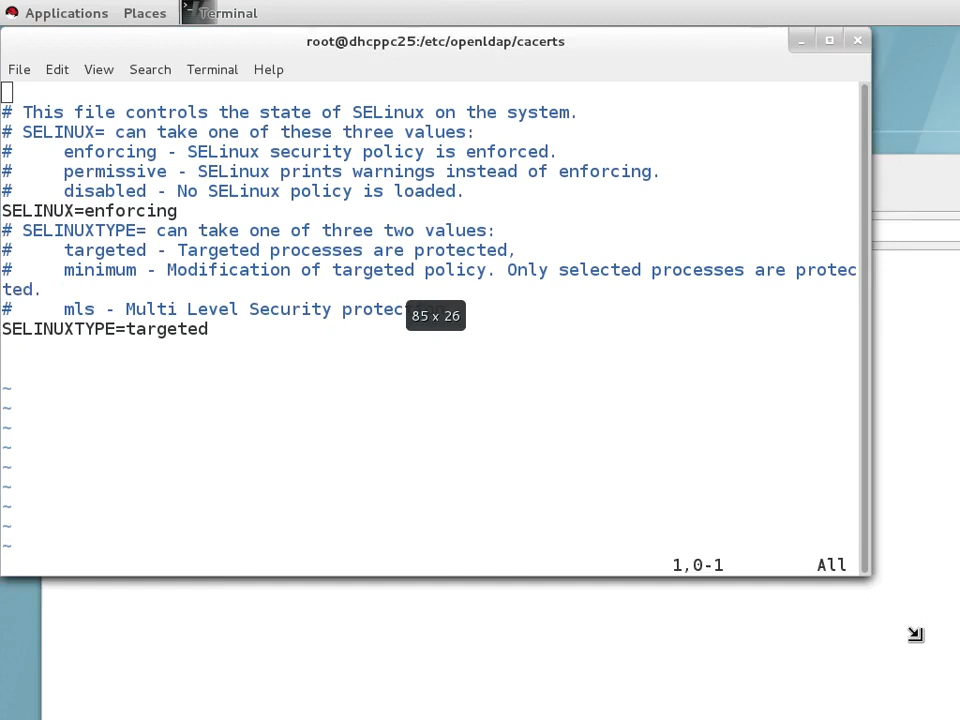 Applications Places Terminal
root@dhcppc25:/etc/openldap/cacerts
File Edit View Search Terminal Help
# This file controls the state of SELinux on the system.
# SELINUX= can take one of these three values:
#     enforcing - SELinux security policy is enforced.
#     permissive - SELinux prints warnings instead of enforcing.
#     disabled - No SELinux policy is loaded.
SELINUX=enforcing
# SELINUXTYPE= can take one of three two values:
#     targeted - Targeted processes are protected,
#     minimum - Modification of targeted policy. Only selected processes are protec
ted.
#     mls - Multi Level Security protec
85 x 26
SELINUXTYPE=targeted
~
~
~
~
~
~
~
~
~
1,0-1 All